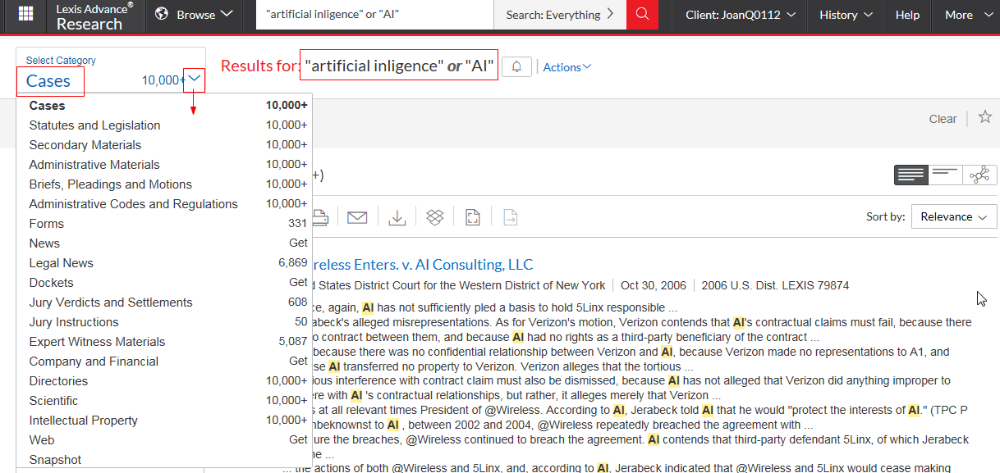 Lexis Advance®
Research
Browse
"artificial inligence" or "AI"
Search: Everything
Client: JoanQ0112
History
Help
More
Select Category
Cases
10,000+
Results for:
"artificial inligence" or "AI"
Actions
Cases 10,000+
Statutes and Legislation 10,000+
Secondary Materials 10,000+
Administrative Materials 10,000+
Briefs, Pleadings and Motions 10,000+
Administrative Codes and Regulations 10,000+
Forms 331
News Get
Legal News 6,869
Dockets Get
Jury Verdicts and Settlements 608
Jury Instructions 50
Expert Witness Materials 5,087
Company and Financial Get
Directories 10,000+
Scientific 10,000+
Intellectual Property 10,000+
Web Get
Snapshot
Clear
+)
Sort by:
Relevance
reless Enters. v. AI Consulting, LLC
States District Court for the Western District of New York
Oct 30, 2006
2006 U.S. Dist. LEXIS 79874
ce, again, AI has not sufficiently pled a basis to hold 5Linx responsible ...
abeck's alleged misrepresentations. As for Verizon's motion, Verizon contends that AI's contractual claims must fail, because there
o contract between them, and because AI had no rights as a third-party beneficiary of the contract ...
because there was no confidential relationship between Verizon and AI, because Verizon made no representations to A1, and
se AI transferred no property to Verizon. Verizon alleges that the tortious ...
ious interference with contract claim must also be dismissed, because AI has not alleged that Verizon did anything improper to
re with AI 's contractual relationships, but rather, it alleges merely that Verizon ...
s at all relevant times President of @Wireless. According to AI, Jerabeck told AI that he would "protect the interests of AI." (TPC P
nbeknownst to AI , between 2002 and 2004, @Wireless repeatedly breached the agreement with ...
ure the breaches, @Wireless continued to breach the agreement. AI contends that third-party defendant 5Linx, of which Jerabeck
ne ...
... the actions of both @Wireless and 5Linx, and, according to AI, Jerabeck indicated that @Wireless and 5Linx would cease making